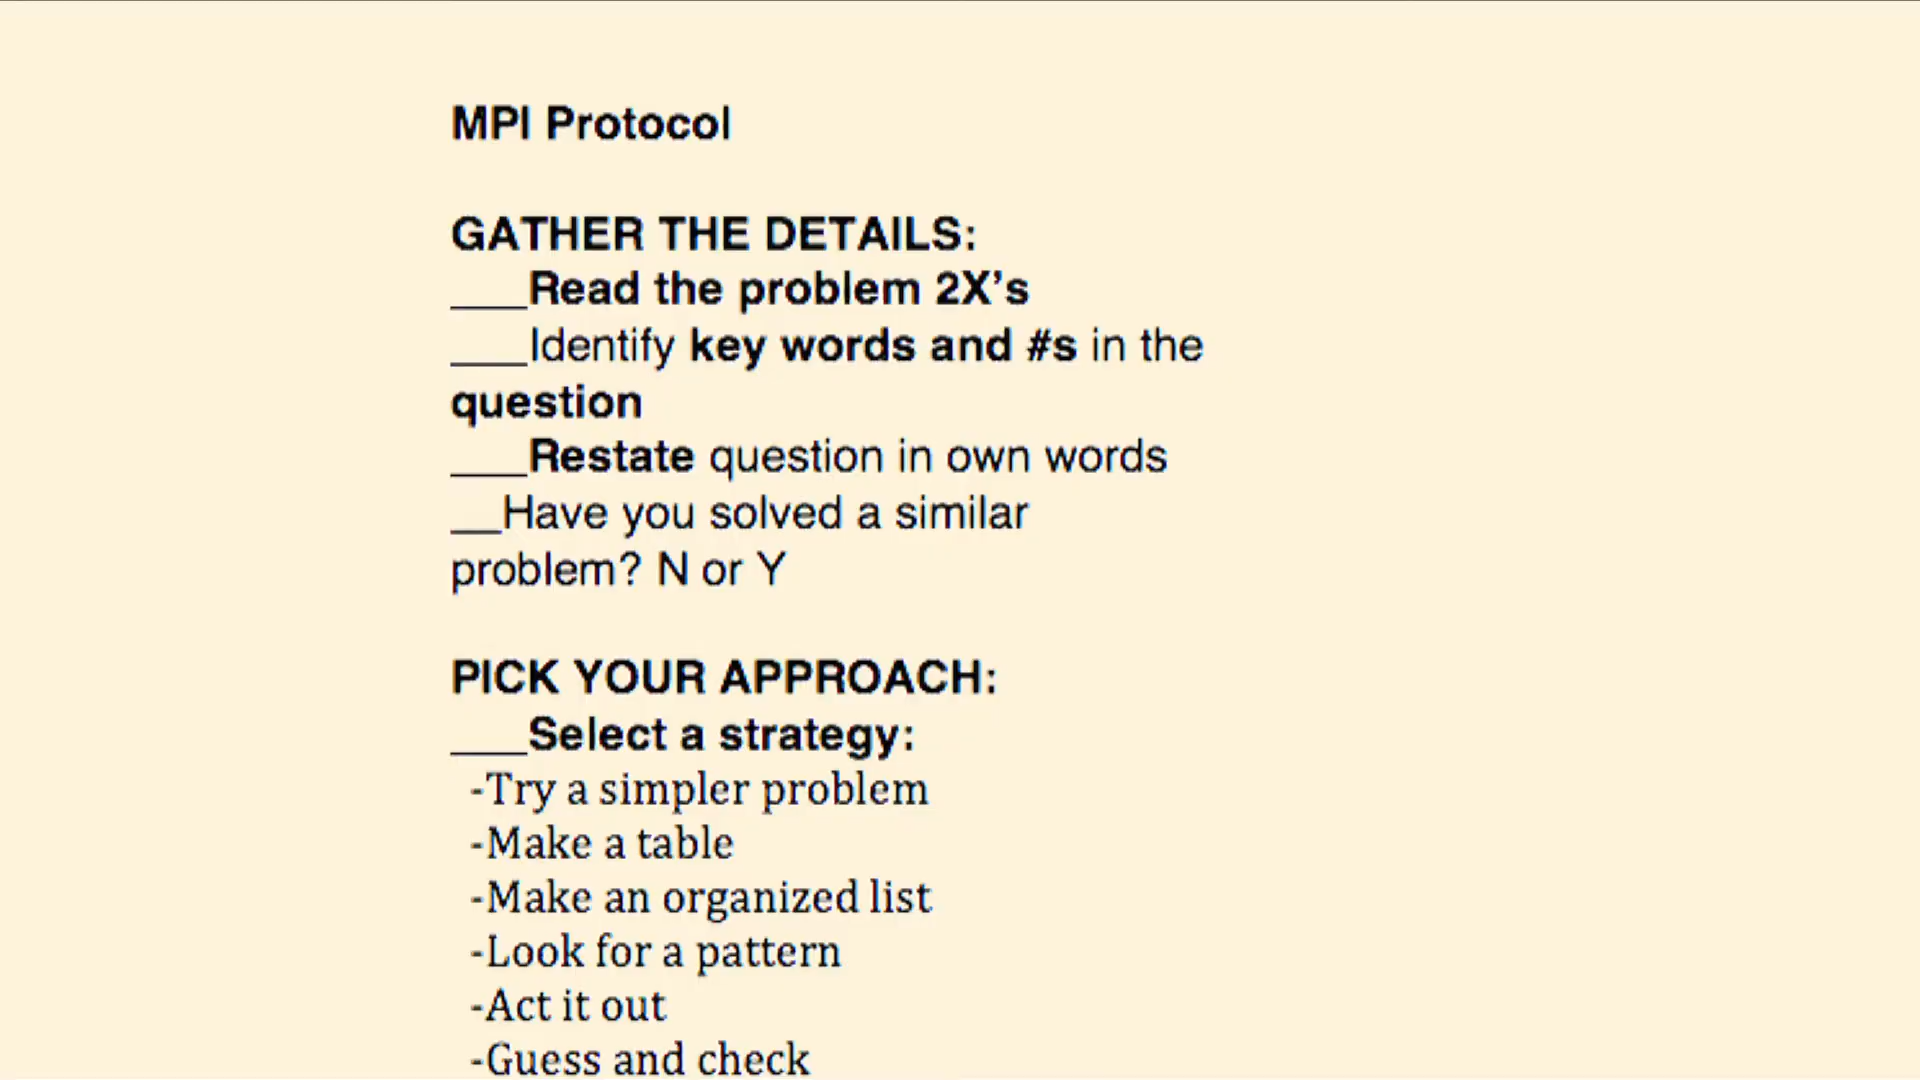 MPI Protocol
GATHER THE DETAILS:
___Read the problem 2X’s
___Identify key words and #s in the
question
___Restate question in own words
__Have you solved a similar
problem? N or Y
PICK YOUR APPROACH:
___Select a strategy:
-Try a simpler problem
-Make a table
-Make an organized list
-Look for a pattern
-Act it out
-Guess and check